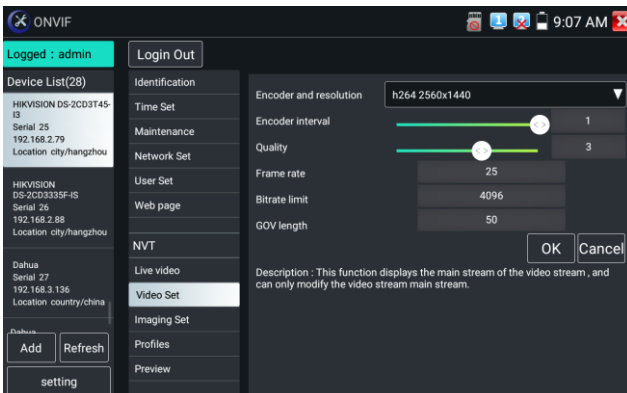 ONVIF
9:07 AM
Logged : admin
Login Out
Device List(28)
HIKVISION DS-2CD3T45-
I3
Serial 25
192.168.2.79
Location city/hangzhou
HIKVISION
DS-2CD3335F-IS
Serial 26
192.168.2.88
Location city/hangzhou
Dahua
Serial 27
192.168.3.136
Location country/china
Dahua
Add
Refresh
setting
Identification
Time Set
Maintenance
Network Set
User Set
Web page
NVT
Live video
Video Set
Imaging Set
Profiles
Preview
Encoder and resolution
h264 2560x1440
Encoder interval
1
Quality
3
Frame rate
25
Bitrate limit
4096
GOV length
50
OK
Cancel
Description : This function displays the main stream of the video stream , and
can only modify the video stream main stream.